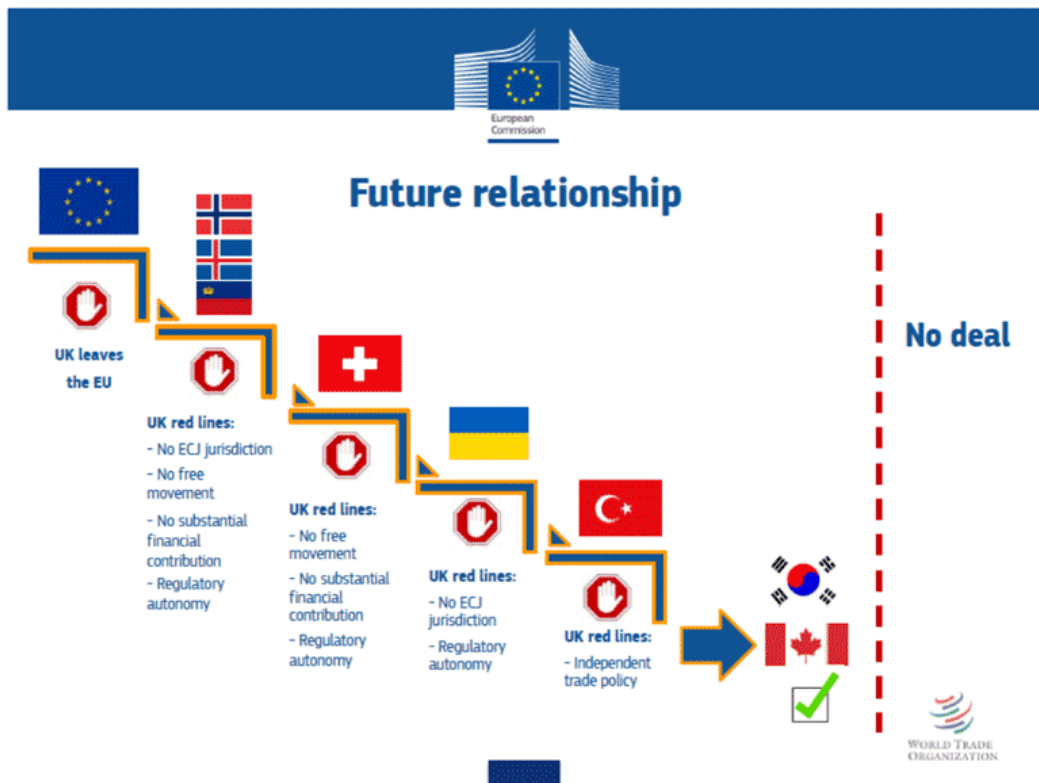 European
Commission
Future relationship
No deal
UK leaves
the EU
UK red lines:
- No ECJ jurisdiction
- No free
movement
- No substantial
financial
contribution
- Regulatory
autonomy
UK red lines:
- No free
movement
- No substantial
financial
contribution
- Regulatory
autonomy
UK red lines:
- No ECJ
jurisdiction
- Regulatory
autonomy
UK red lines:
- Independent
trade policy
WORLD TRADE
ORGANIZATION